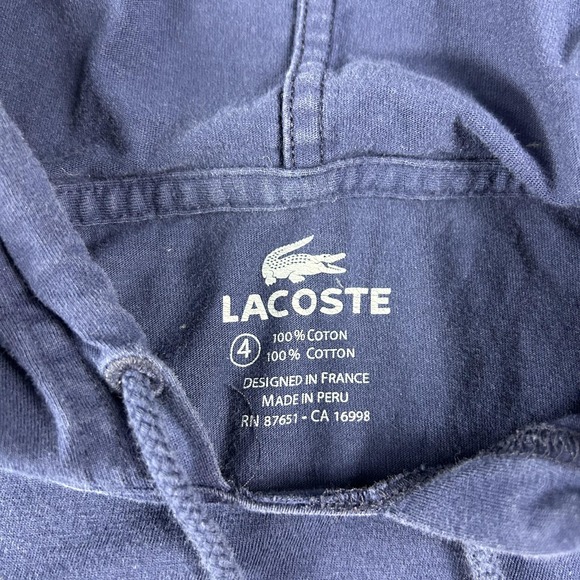 LACOSTE
4
100% COTON
100% COTTON
DESIGNED IN FRANCE
MADE IN PERU
RN 87651 - CA 16998